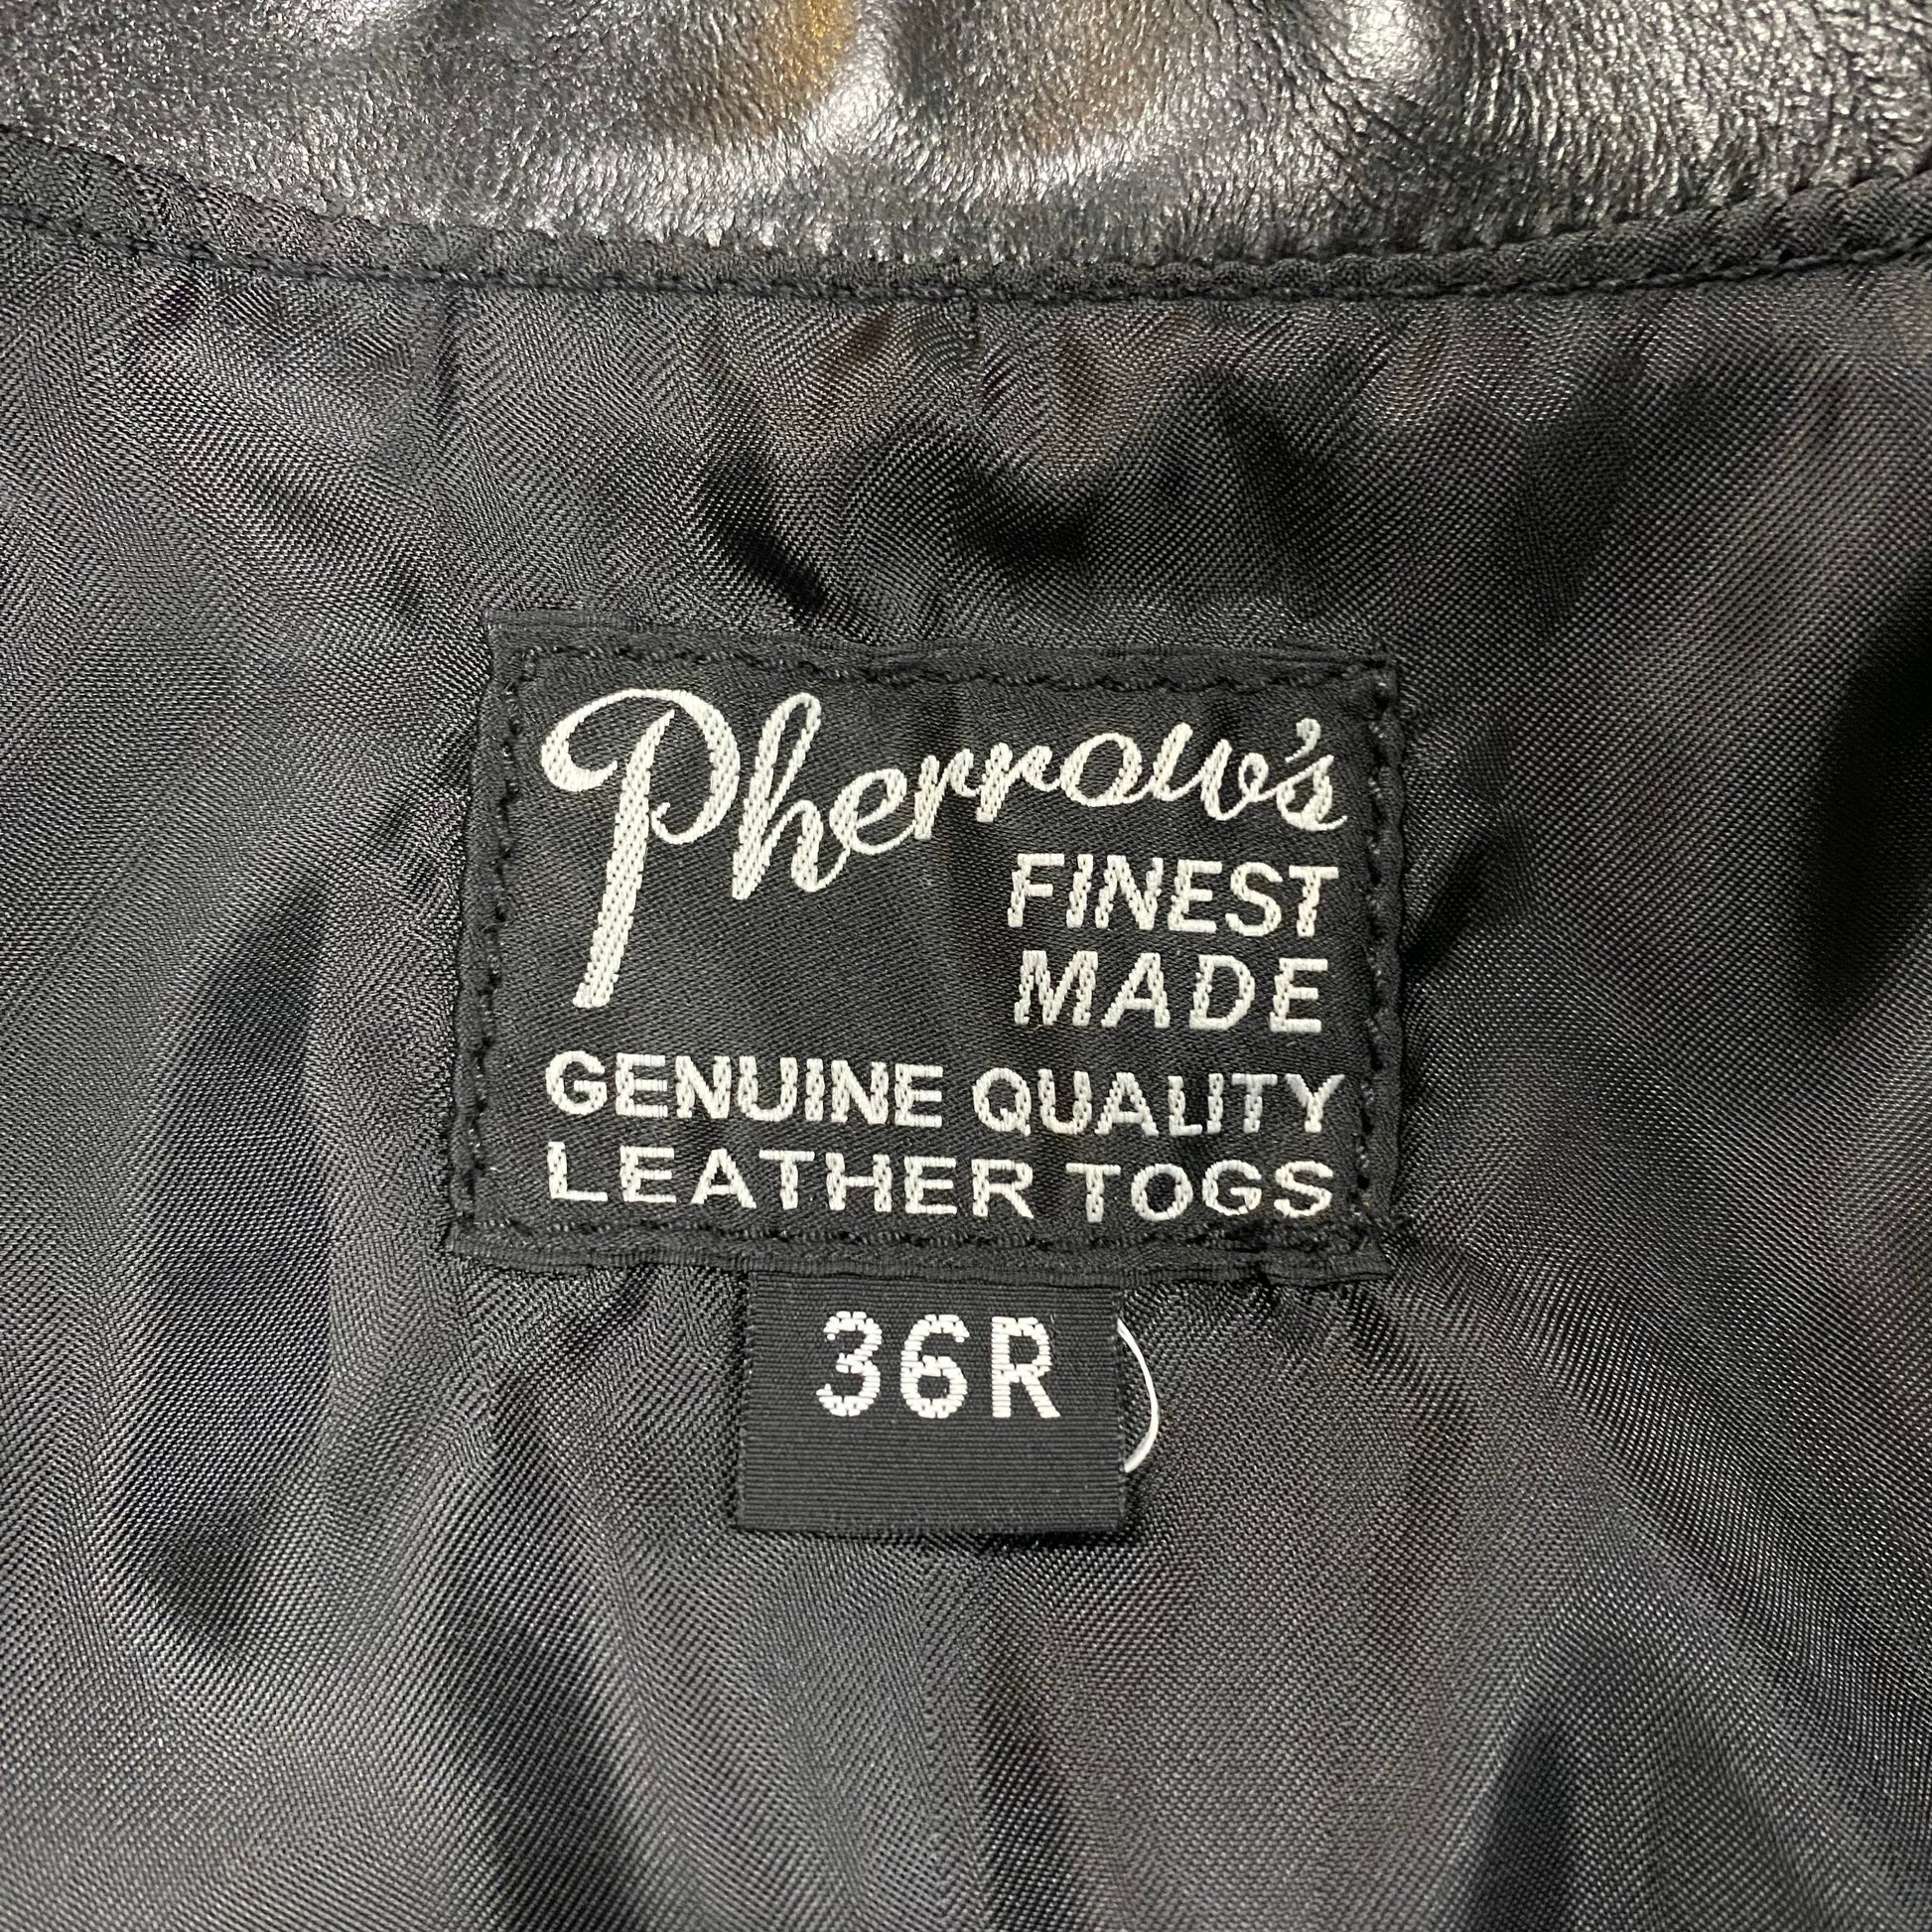 Pherrow's
FINEST
MADE
GENUINE QUALITY
LEATHER TOGS
36R